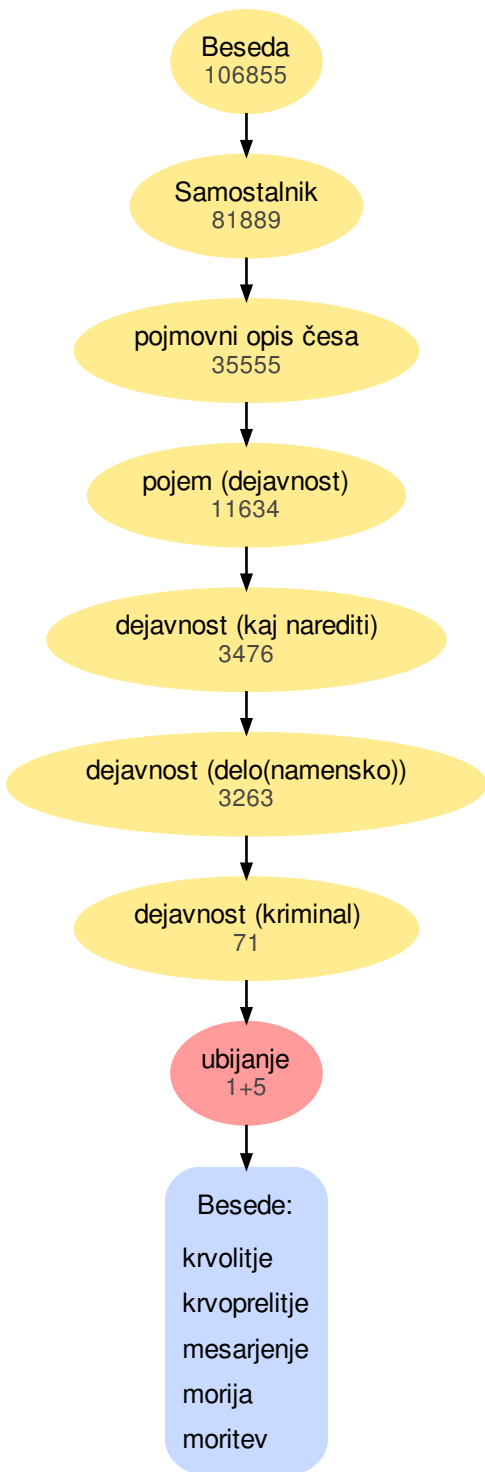 Beseda
106855
Samostalnik
81889
pojmovni opis česa
35555
pojem (dejavnost)
11634
dejavnost (kaj narediti)
3476
dejavnost (delo(namensko))
3263
dejavnost (kriminal)
71
ubijanje
1+5
Besede:
krvolitje
krvoprelitje
mesarjenje
morija
moritev